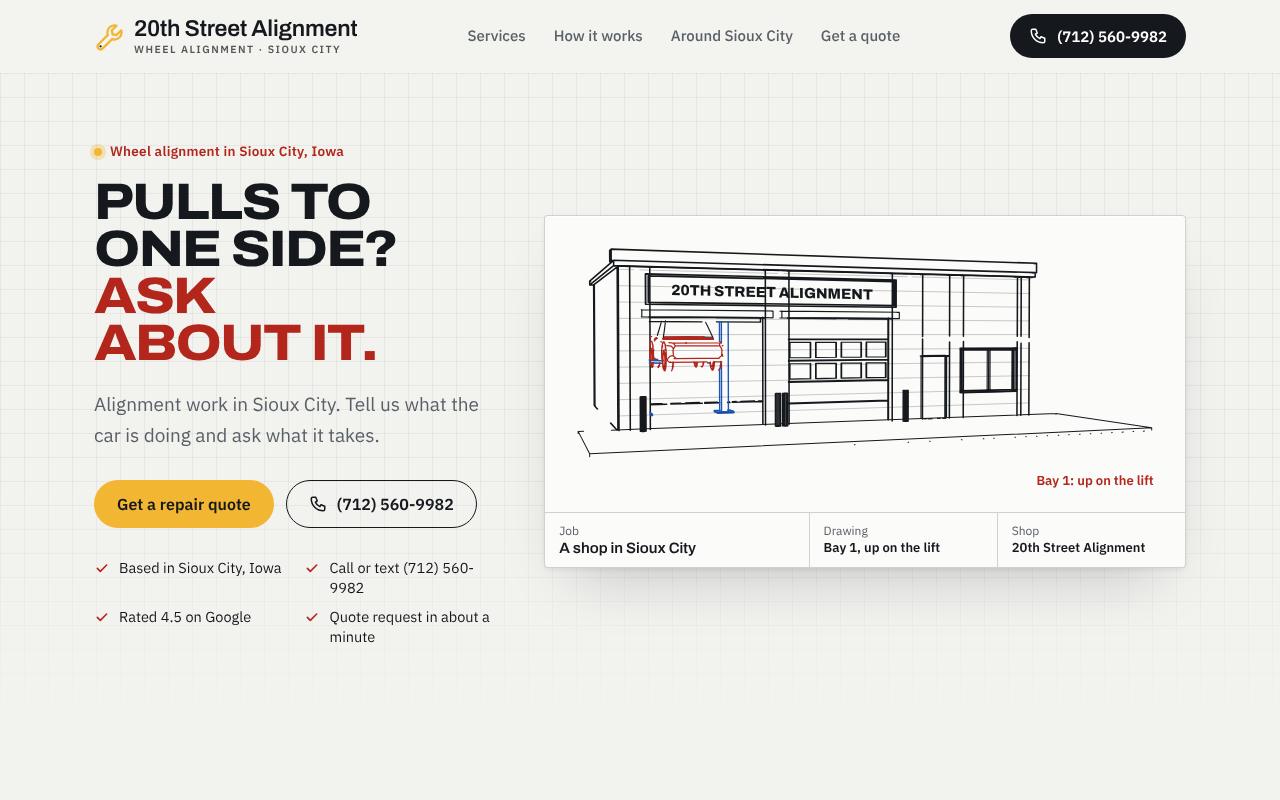 20th Street Alignment
WHEEL ALIGNMENT · SIOUX CITY
Services
How it works
Around Sioux City
Get a quote
(712) 560-9982
Wheel alignment in Sioux City, Iowa
PULLS TO
ONE SIDE?
ASK
ABOUT IT.
Alignment work in Sioux City. Tell us what the
car is doing and ask what it takes.
Get a repair quote
(712) 560-9982
Based in Sioux City, Iowa
Call or text (712) 560-
9982
Rated 4.5 on Google
Quote request in about a
minute
20TH STREET ALIGNMENT
Bay 1: up on the lift
Job
A shop in Sioux City
Drawing
Bay 1, up on the lift
Shop
20th Street Alignment